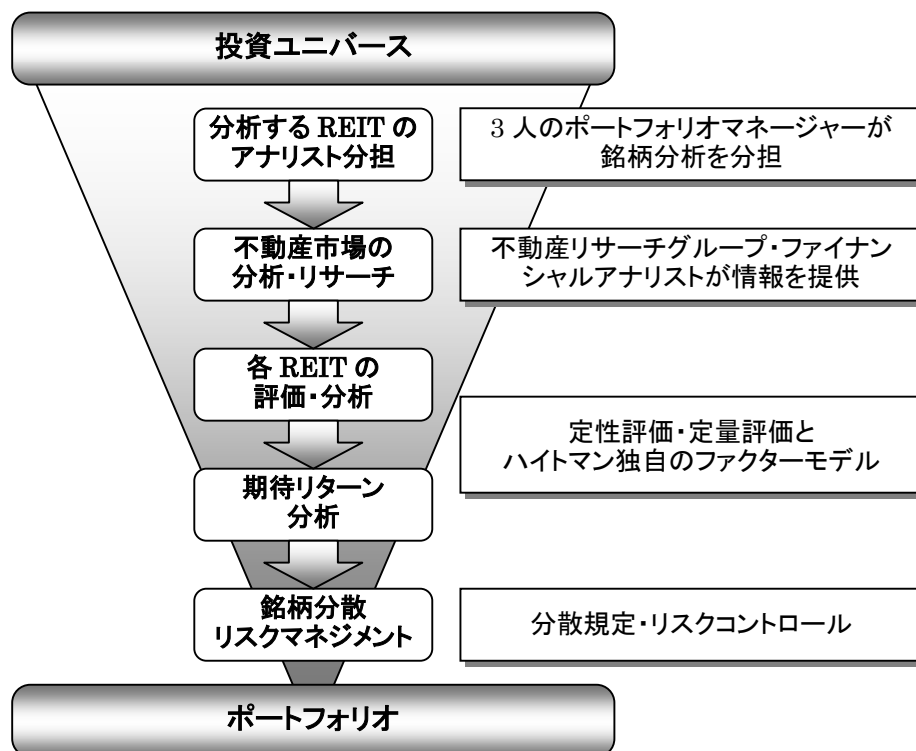 投資ユニバース
分析する REIT の
アナリスト分担
3 人のポートフォリオマネージャーが
銘柄分析を分担
不動産市場の
分析・リサーチ
不動産リサーチグループ・ファイナン
シャルアナリストが情報を提供
各 REIT の
評価・分析
定性評価・定量評価と
ハイトマン独自のファクターモデル
期待リターン
分析
銘柄分散
リスクマネジメント
分散規定・リスクコントロール
ポートフォリオ